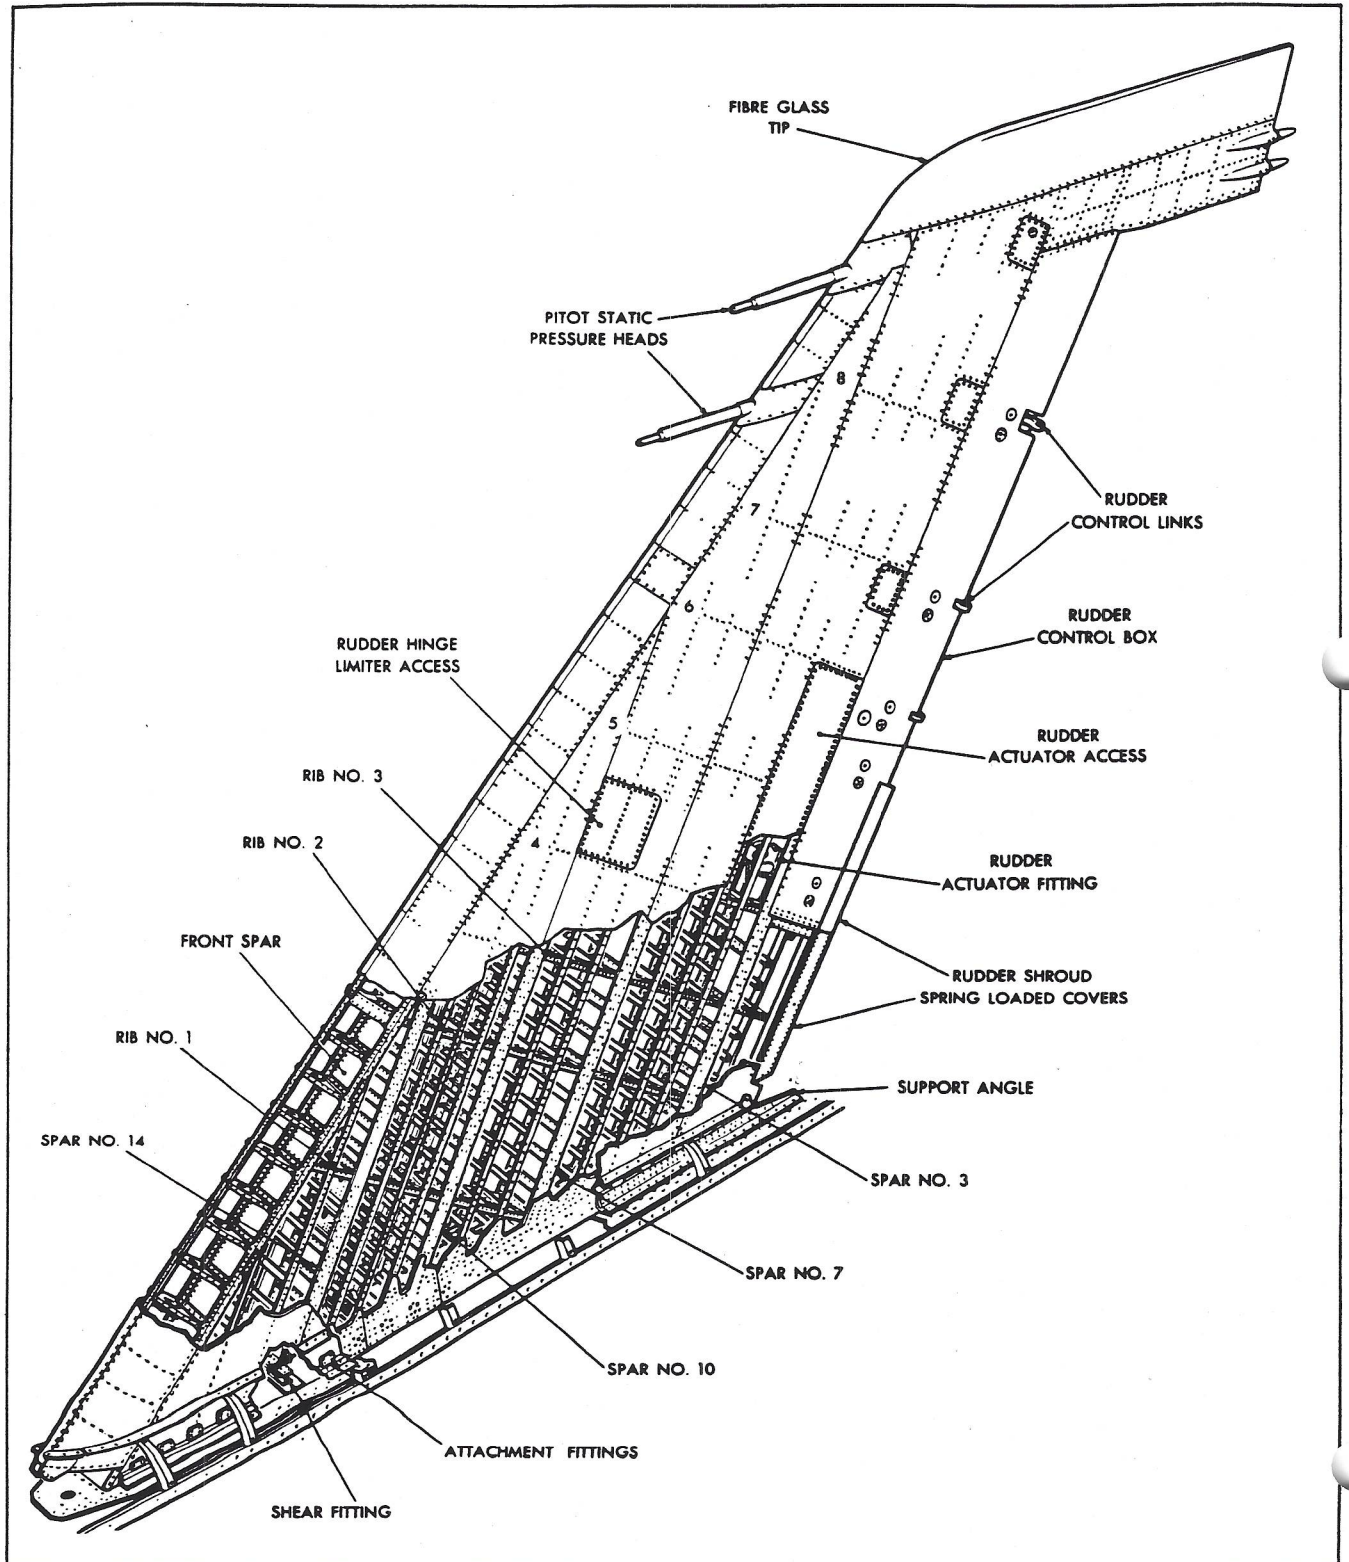 FIBRE GLASS
TIP
PITOT STATIC
PRESSURE HEADS
8
7
RUDDER
CONTROL LINKS
6
RUDDER
CONTROL BOX
RUDDER HINGE
LIMITER ACCESS
5
RUDDER
ACTUATOR ACCESS
RIB NO. 3
RIB NO. 2
4
RUDDER
ACTUATOR FITTING
FRONT SPAR
RUDDER SHROUD
SPRING LOADED COVERS
RIB NO. 1
SUPPORT ANGLE
SPAR NO. 14
SPAR NO. 3
SPAR NO. 7
SPAR NO. 10
ATTACHMENT FITTINGS
SHEAR FITTING